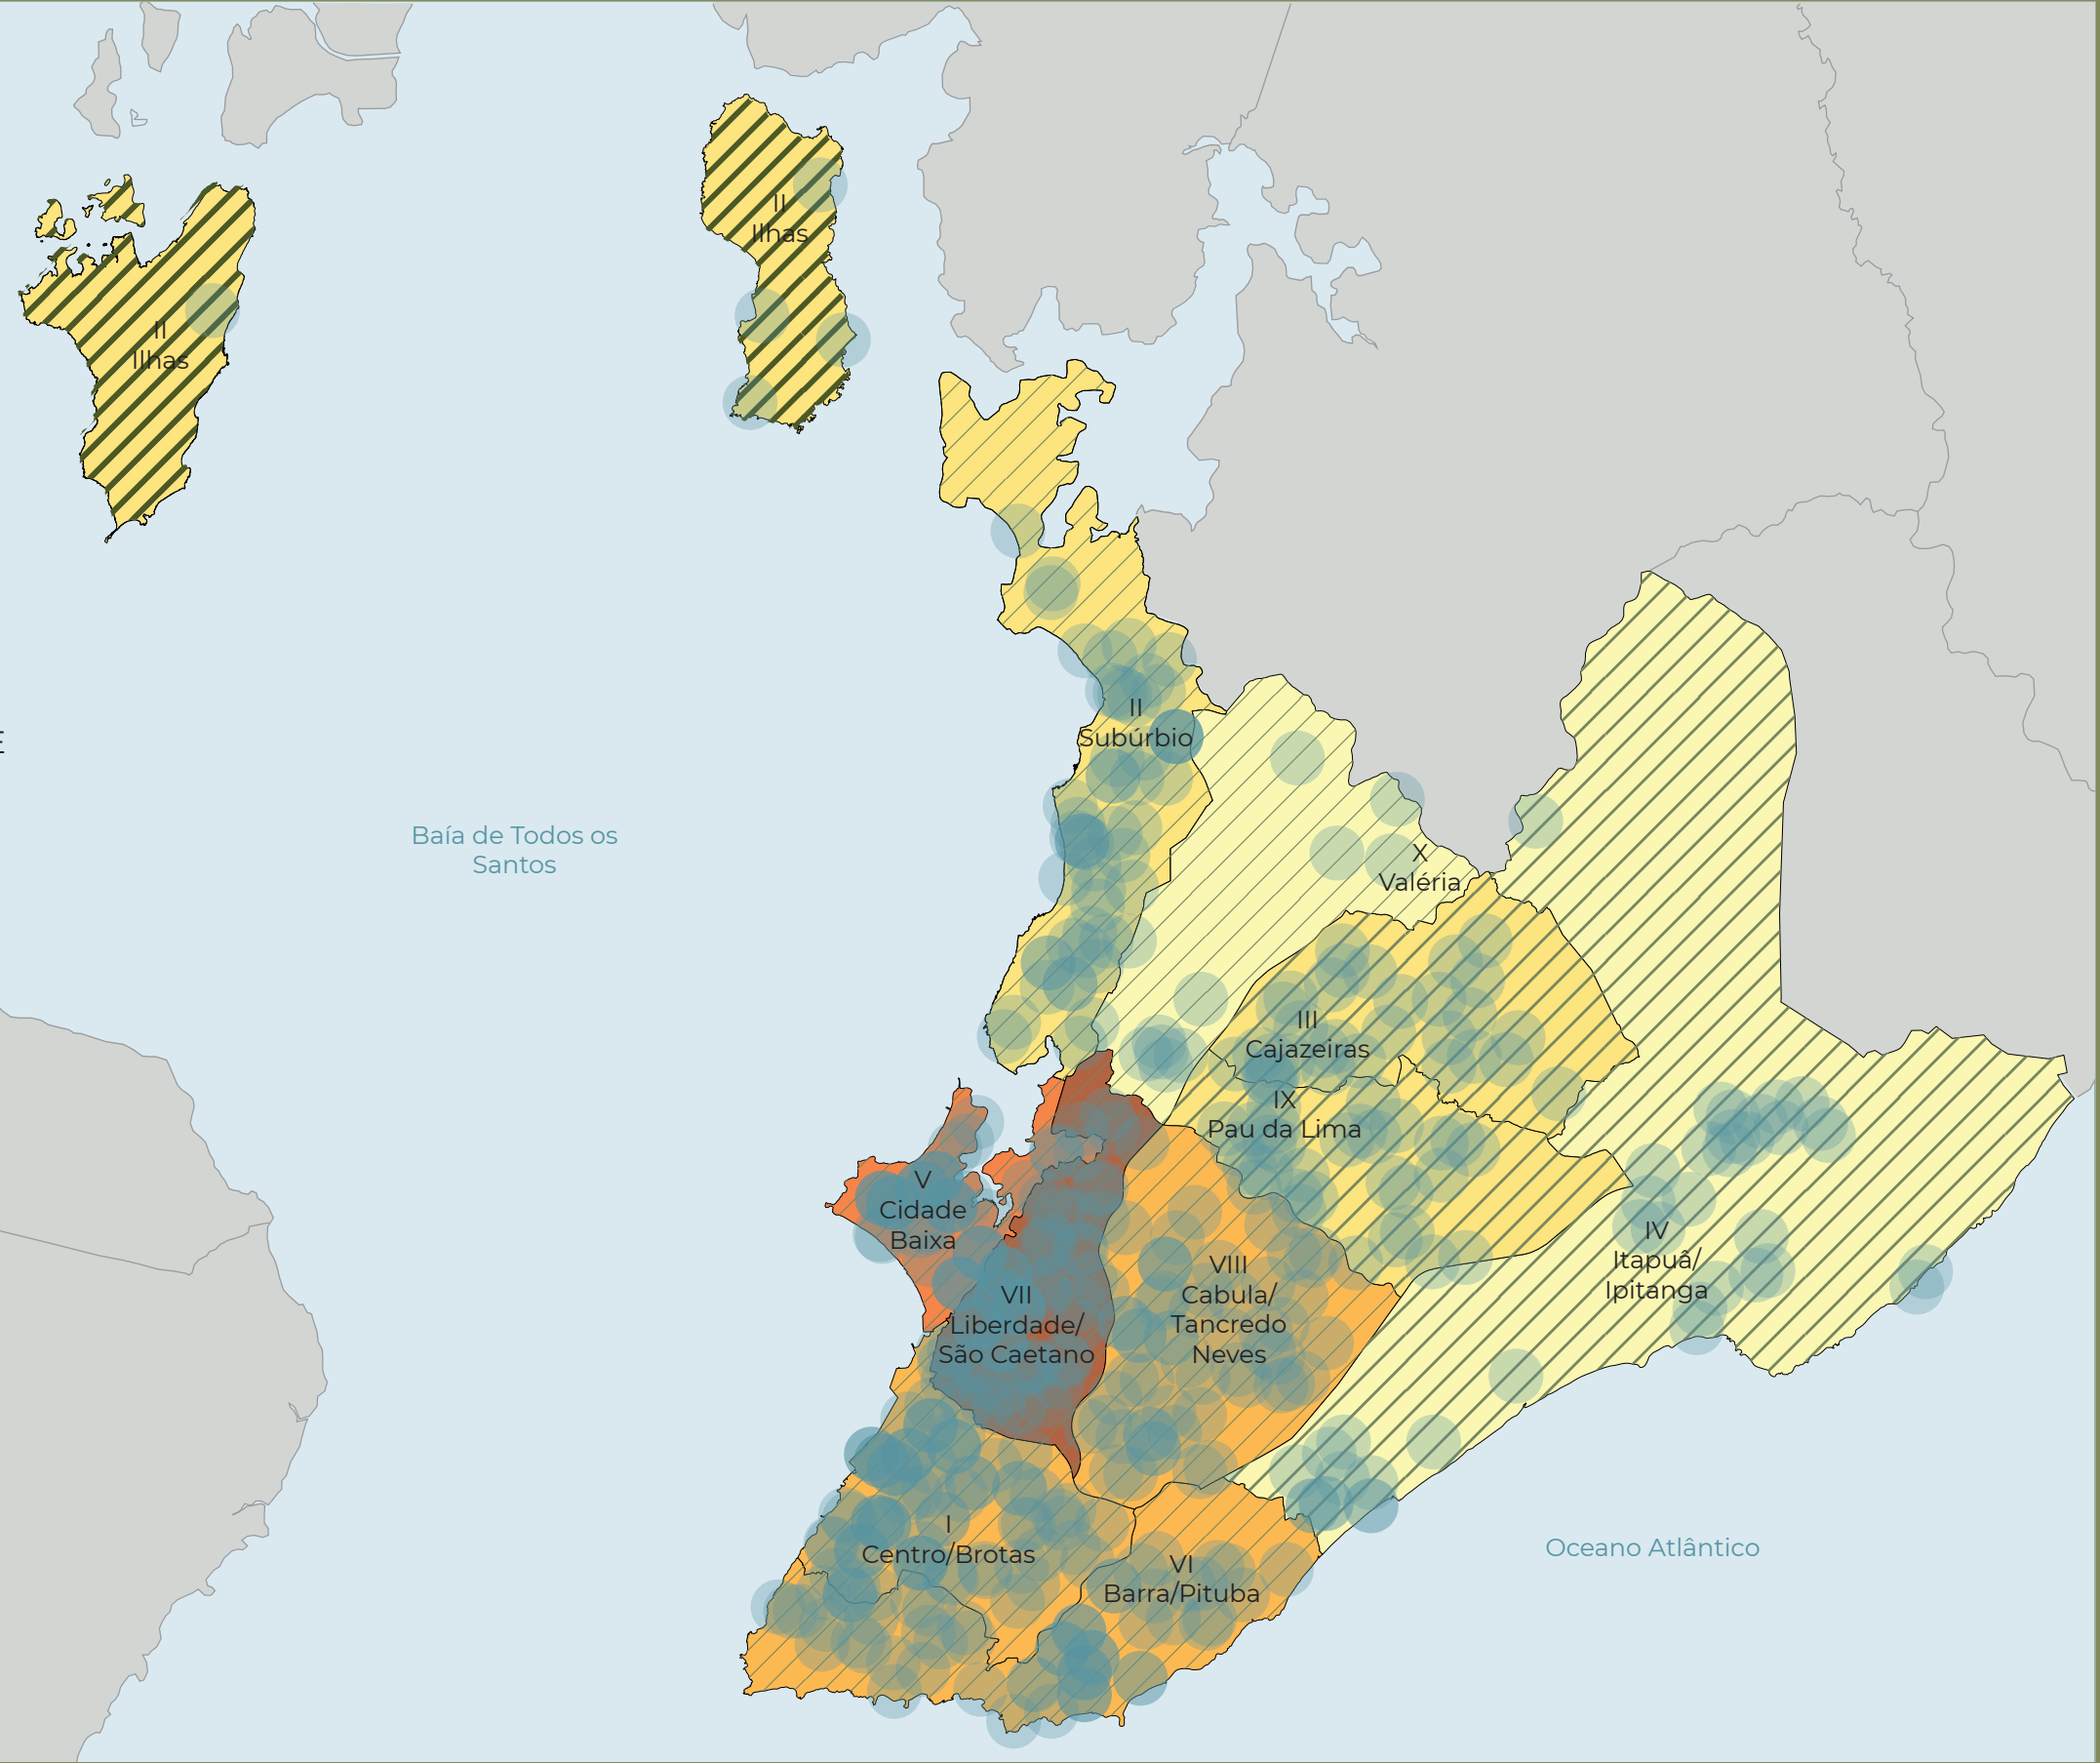 II
Ilhas
II
Ilhas
II
Subúrbio
E
Baía de Todos os
Santos
X
Valéria
III
Cajazeiras
IX
Pau da Lima
V
Cidade
Baixa
IV
Itapuã/
Ipitanga
VIII
Cabula/
Tancredo
Neves
VII
Liberdade/
São Caetano
I
Centro/Brotas
VI
Barra/Pituba
Oceano Atlântico